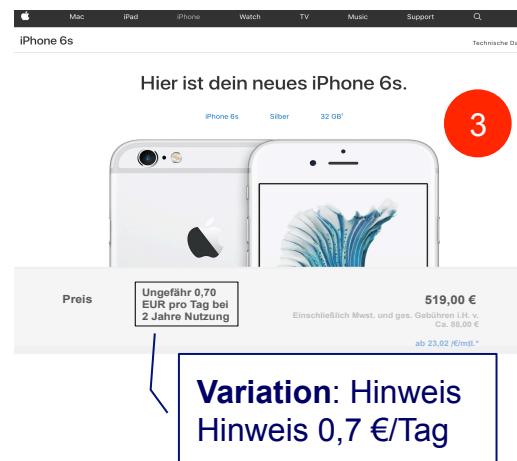 Mac iPad iPhone Watch TV Music Support
iPhone 6s
Technische Da
Hier ist dein neues iPhone 6s.
iPhone 6s Silber 32 GB¹
3
Preis
Ungefähr 0,70
EUR pro Tag bei
2 Jahre Nutzung
519,00 €
Einschließlich Mwst. und ges. Gebühren i.H. v.
Ca. 88,00 €
ab 23,02 /€/mtl.*
Variation: Hinweis
Hinweis 0,7 €/Tag